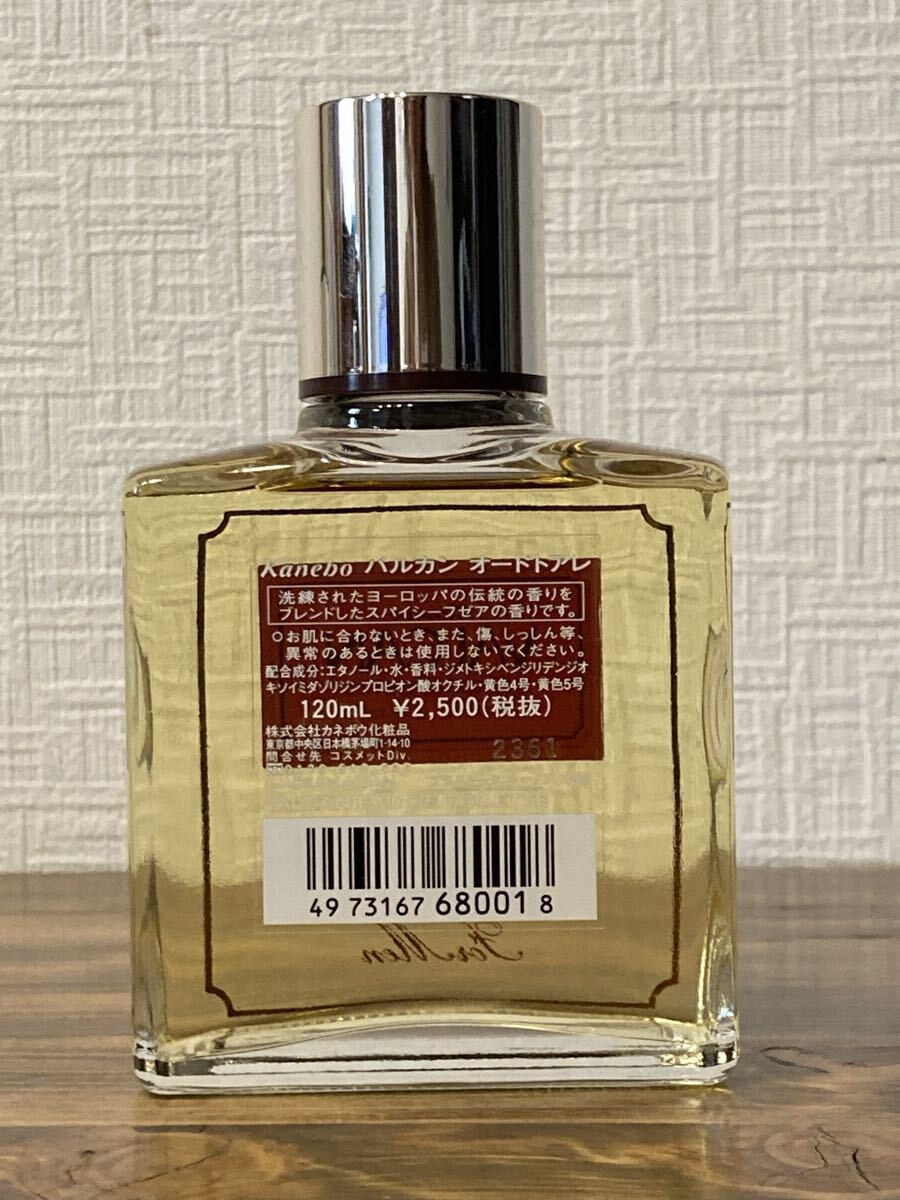 Kanebo バルカン オードトアレ
洗練されたヨーロッパの伝統の香りを
ブレンドしたスパイシーフゼアの香りです。
○お肌に合わないとき、また、傷、しっしん等、
異常のあるときは使用しないでください。
配合成分:エタノール・水・香料・ジメトキシベンジリデンジオ
キソイミダゾリジンプロピオン酸オクチル・黄色4号・黄色5号
120mL ¥2,500(税抜)
株式会社カネボウ化粧品
東京都中央区日本橋茅場町1-14-10
問合せ先 コスメットDiv.
2351
49 73167 68001 8
For Men